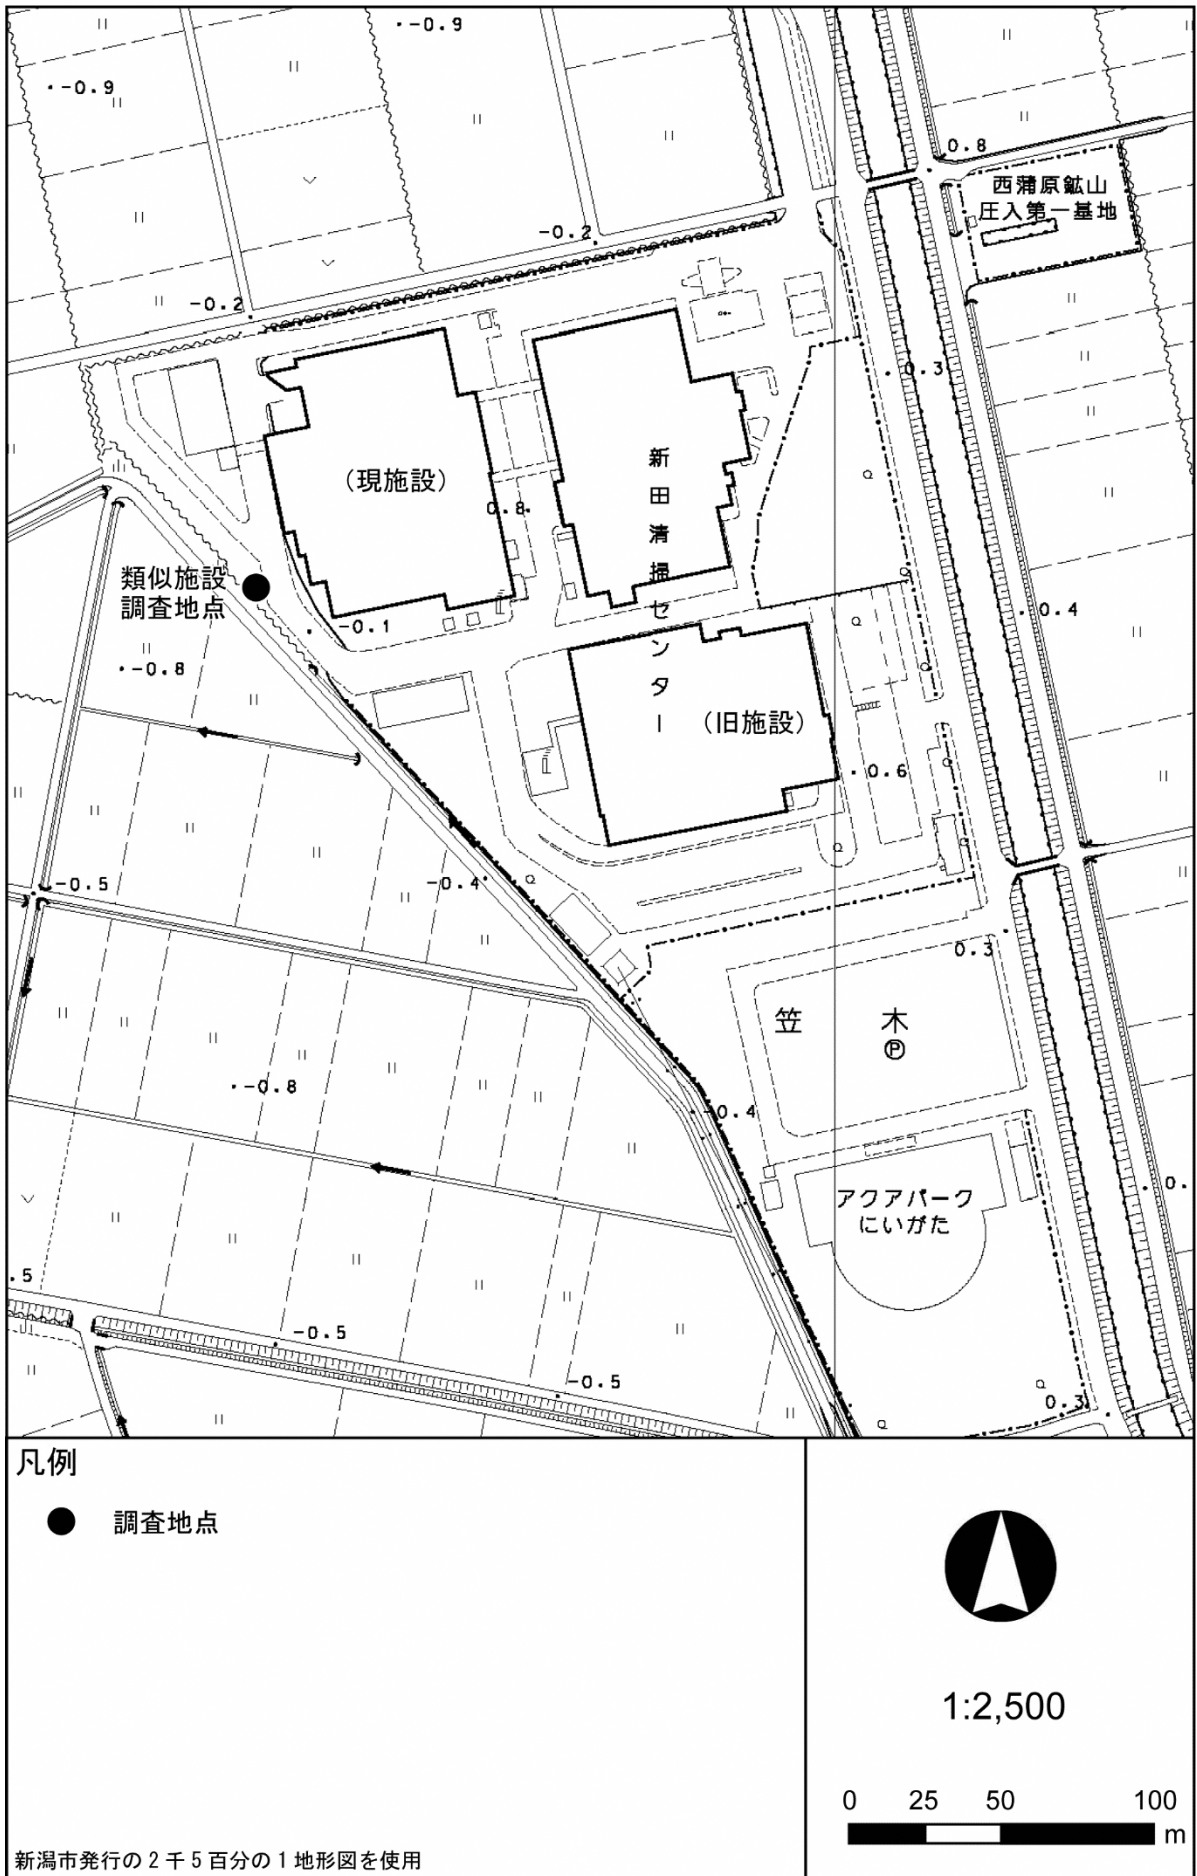 -0.9
-0.9
0.8
西蒲原鉱山
圧入第一基地
-0.2
-0.2
0.3
新田清掃センター
(現施設)
0.8
類似施設
調査地点
-0.1
0.4
-0.8
(旧施設)
0.6
-0.5
-0.4
0.3
笠 木
Ⓟ
-0.8
-0.4
アクアパーク
にいがた
0.
.5
-0.5
-0.5
0.3
凡例
調査地点
1:2,500
0 25 50 100
m
新潟市発行の2千5百分の1地形図を使用